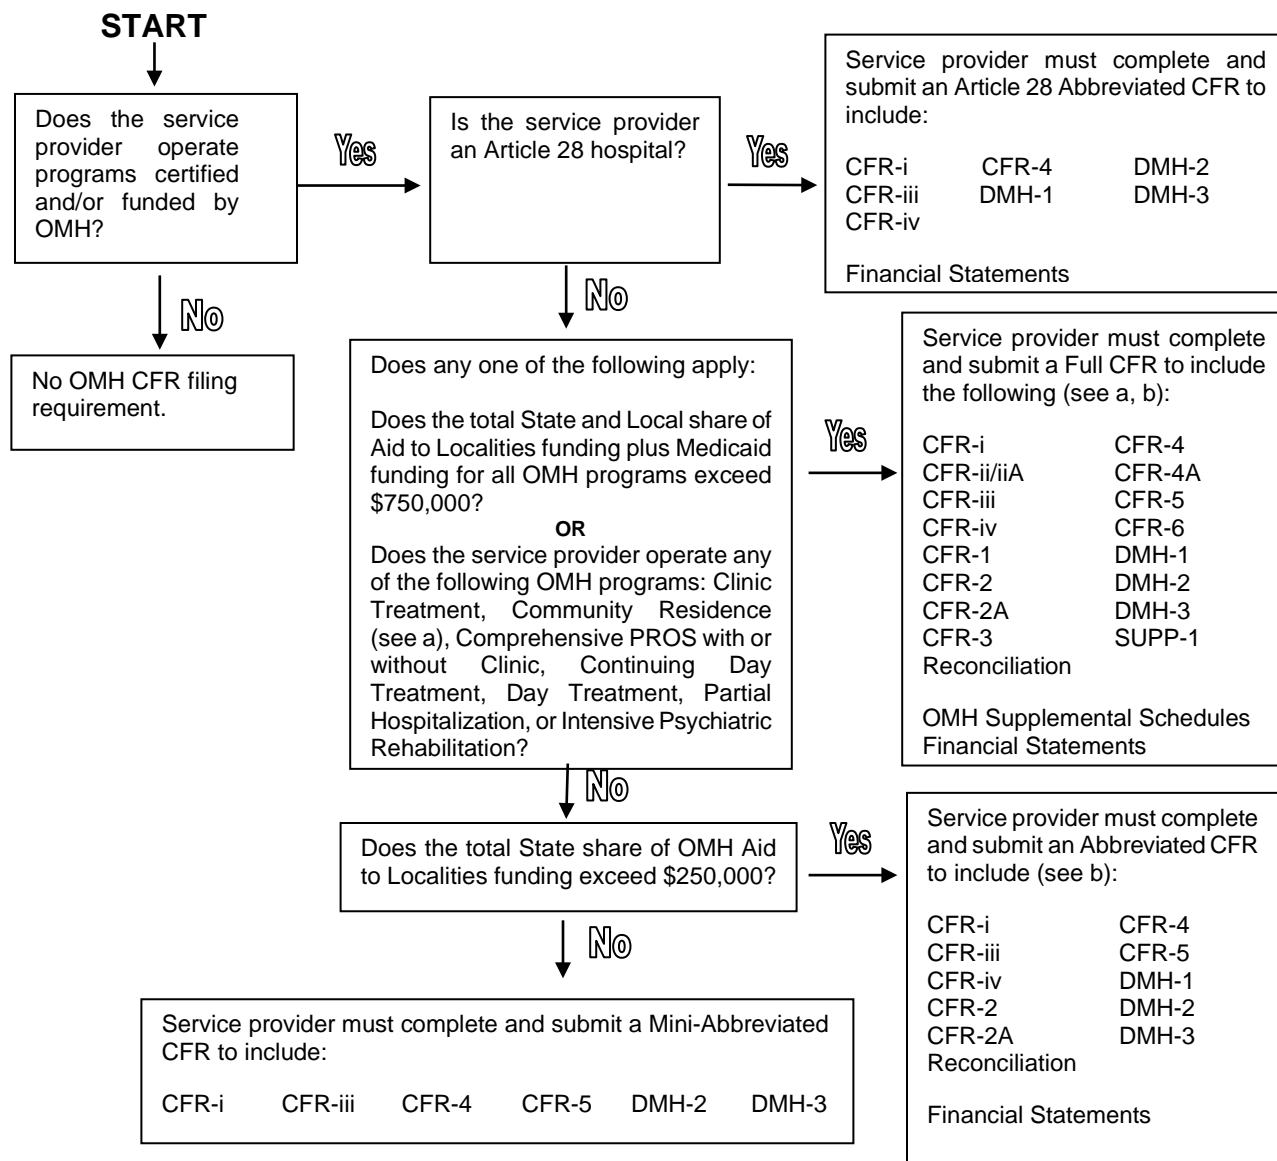 START
Does the service
provider operate
programs certified
and/or funded by
OMH?
Yes
Is the service provider
an Article 28 hospital?
Yes
Service provider must complete and
submit an Article 28 Abbreviated CFR to
include:
CFR-i CFR-4 DMH-2
CFR-iii DMH-1 DMH-3
CFR-iv
Financial Statements
No
No OMH CFR filing
requirement.
No
Does any one of the following apply:
Does the total State and Local share of
Aid to Localities funding plus Medicaid
funding for all OMH programs exceed
$750,000?
OR
Does the service provider operate any
of the following OMH programs: Clinic
Treatment, Community Residence
(see a), Comprehensive PROS with or
without Clinic, Continuing Day
Treatment, Day Treatment, Partial
Hospitalization, or Intensive Psychiatric
Rehabilitation?
Yes
Service provider must complete
and submit a Full CFR to include
the following (see a, b):
CFR-i CFR-4
CFR-ii/iiA CFR-4A
CFR-iii CFR-5
CFR-iv CFR-6
CFR-1 DMH-1
CFR-2 DMH-2
CFR-2A DMH-3
CFR-3 SUPP-1
Reconciliation
OMH Supplemental Schedules
Financial Statements
No
Does the total State share of OMH Aid
to Localities funding exceed $250,000?
Yes
Service provider must complete
and submit an Abbreviated CFR
to include (see b):
CFR-i CFR-4
CFR-iii CFR-5
CFR-iv DMH-1
CFR-2 DMH-2
CFR-2A DMH-3
Reconciliation
Financial Statements
No
Service provider must complete and submit a Mini-Abbreviated
CFR to include:
CFR-i CFR-iii CFR-4 CFR-5 DMH-2 DMH-3